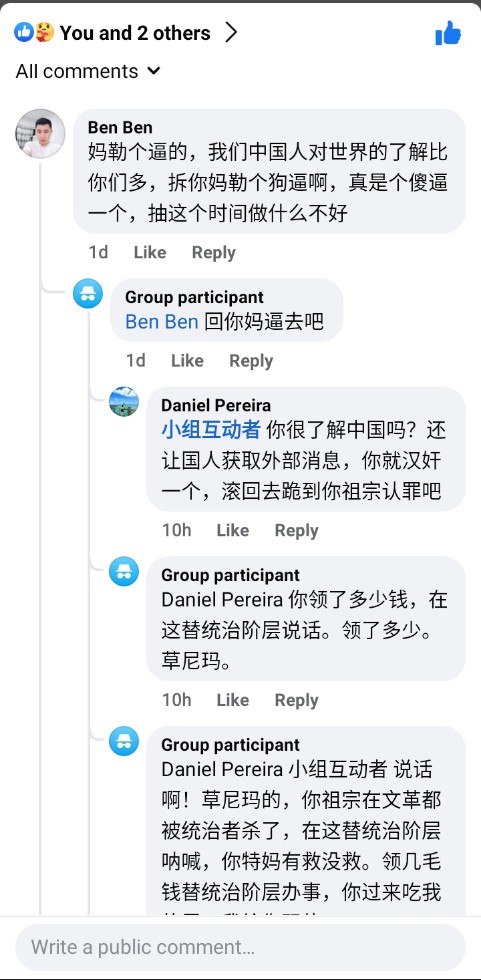 You and 2 others
All comments
Ben Ben
妈勒个逼的，我们中国人对世界的了解比
你们多，拆你妈勒个狗逼啊，真是个傻逼
一个，抽这个时间做什么不好
1d Like Reply
Group participant
Ben Ben 回你妈逼去吧
1d Like Reply
Daniel Pereira
小组互动者 你很了解中国吗？还
让国人获取外部消息，你就汉奸
一个，滚回去跪到你祖宗认罪吧
10h Like Reply
Group participant
Daniel Pereira 你领了多少钱，在
这替统治阶层说话。领了多少。
草尼玛。
10h Like Reply
Group participant
Daniel Pereira 小组互动者 说话
啊！草尼玛的，你祖宗在文革都
被统治者杀了，在这替统治阶层
呐喊，你特妈有救没救。领几毛
钱替统治阶层办事，你过来吃我
Write a public comment…